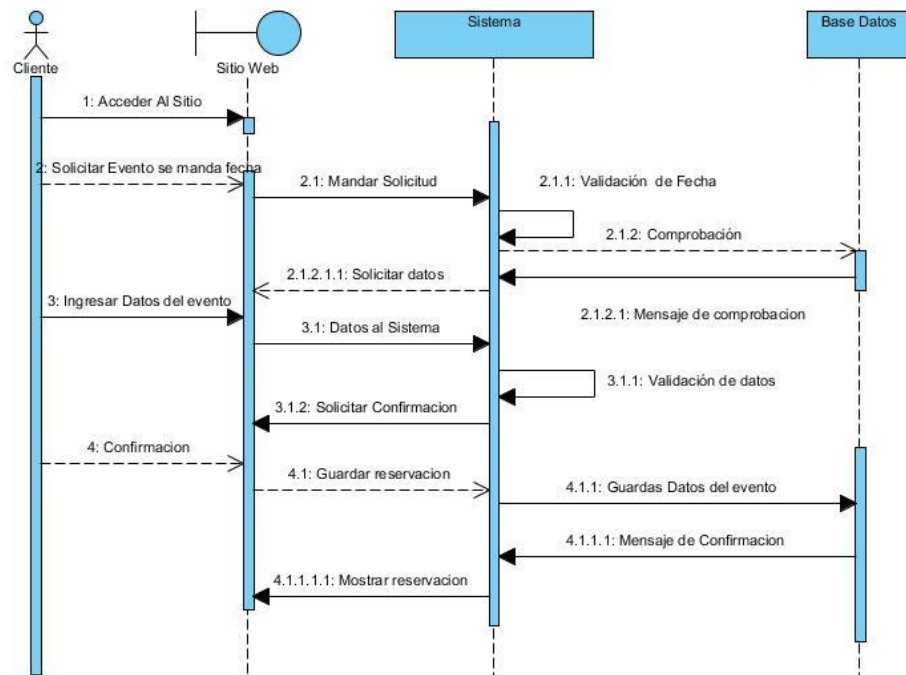 Sistema
Base Datos
Cliente
Sitio Web
1: Acceder Al Sitio
2: Solicitar Evento se manda fecha
2.1: Mandar Solicitud
2.1.1: Validación de Fecha
2.1.2: Comprobación
2.1.2.1.1: Solicitar datos
3: Ingresar Datos del evento
2.1.2.1: Mensaje de comprobacion
3.1: Datos al Sistema
3.1.1: Validación de datos
3.1.2: Solicitar Confirmacion
4: Confirmacion
4.1: Guardar reservacion
4.1.1: Guardas Datos del evento
4.1.1.1: Mensaje de Confirmacion
4.1.1.1.1: Mostrar reservacion